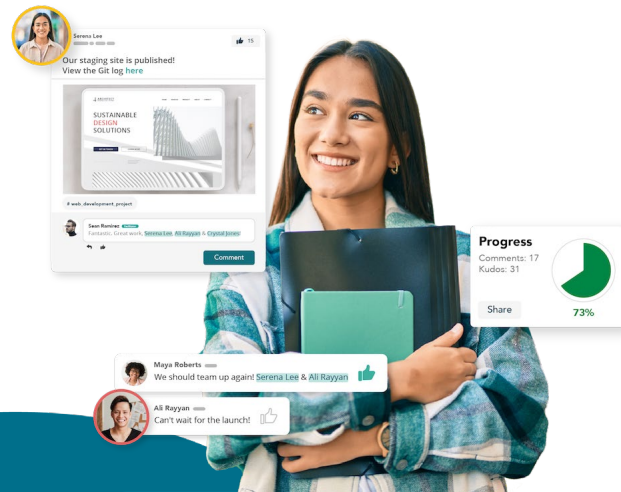 Serena Lee
15
Our staging site is published!
View the Git log here
SUSTAINABLE
DESIGN
SOLUTIONS
# web_development, project
Sean Ramirez
Fantastic. Great work, Serena Lee, Ali Rayyan & Crystal Jones
Comment
Progress
Comments: 17
Kudos: 31
Share
73%
Maya Roberts
We should team up again! Serena Lee & Ali Rayyan
Ali Rayyan
Can't wait for the launch!